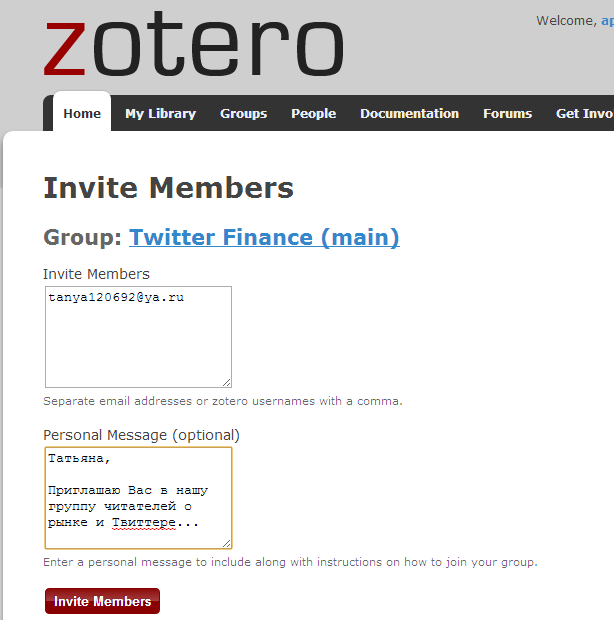 zotero
Welcome, ap
Home My Library Groups People Documentation Forums Get Invo
Invite Members
Group: Twitter Finance (main)
Invite Members
tanya120692@ya.ru
Separate email addresses or zotero usernames with a comma.
Personal Message (optional)
Татьяна,
Приглашаю Вас в нашу
группу читателей о
рынке и Твиттере...
Enter a personal message to include along with instructions on how to join your group.
Invite Members